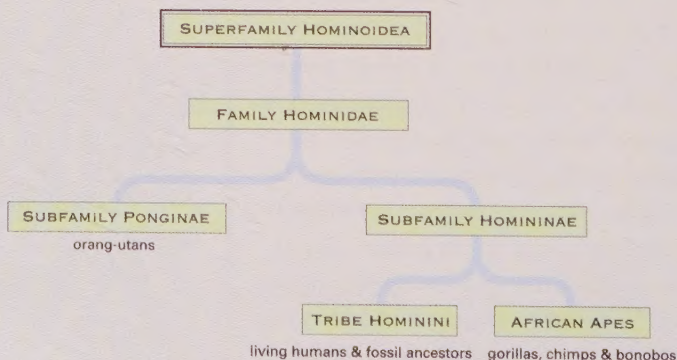 SUPERFAMILY HOMINOIDEA
FAMILY HOMINIDAE
SUBFAMILY PONGINAE
orang-utans
SUBFAMILY HOMININAE
TRIBE HOMININI
living humans & fossil ancestors
AFRICAN APES
gorillas, chimps & bonobos